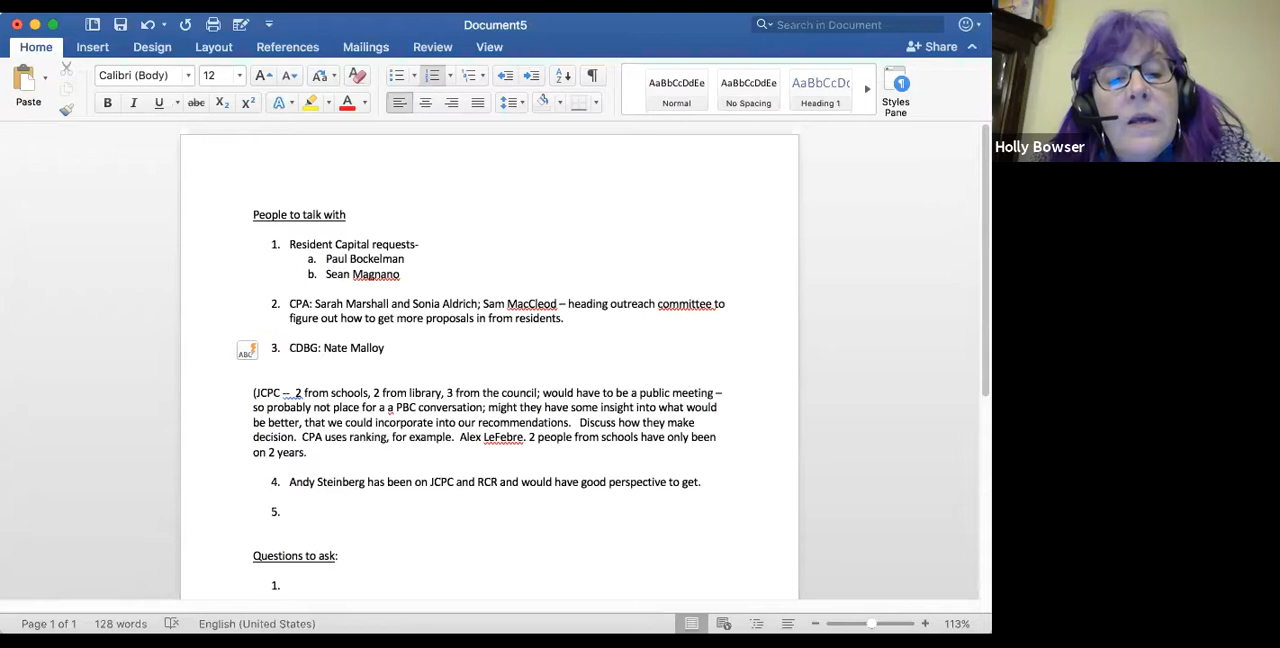 Document5
Search in Document
Home Insert Design Layout References Mailings Review View
Share
Paste
Calibri (Body) 12
AaBbCcDdEe AaBbCcDdEe AaBbCcDc
Normal No Spacing Heading 1
Styles
Pane
B I U abc X₂ X² A A
Holly Bowser
People to talk with
1. Resident Capital requests-
a. Paul Bockelman
b. Sean Magnano
2. CPA: Sarah Marshall and Sonia Aldrich; Sam MacCleod – heading outreach committee to
figure out how to get more proposals in from residents.
ABC
3. CDBG: Nate Malloy
(JCPC – 2 from schools, 2 from library, 3 from the council; would have to be a public meeting –
so probably not place for a a PBC conversation; might they have some insight into what would
be better, that we could incorporate into our recommendations. Discuss how they make
decision. CPA uses ranking, for example. Alex LeFebre. 2 people from schools have only been
on 2 years.
4. Andy Steinberg has been on JCPC and RCR and would have good perspective to get.
5.
Questions to ask:
1.
Page 1 of 1 128 words English (United States) 113%